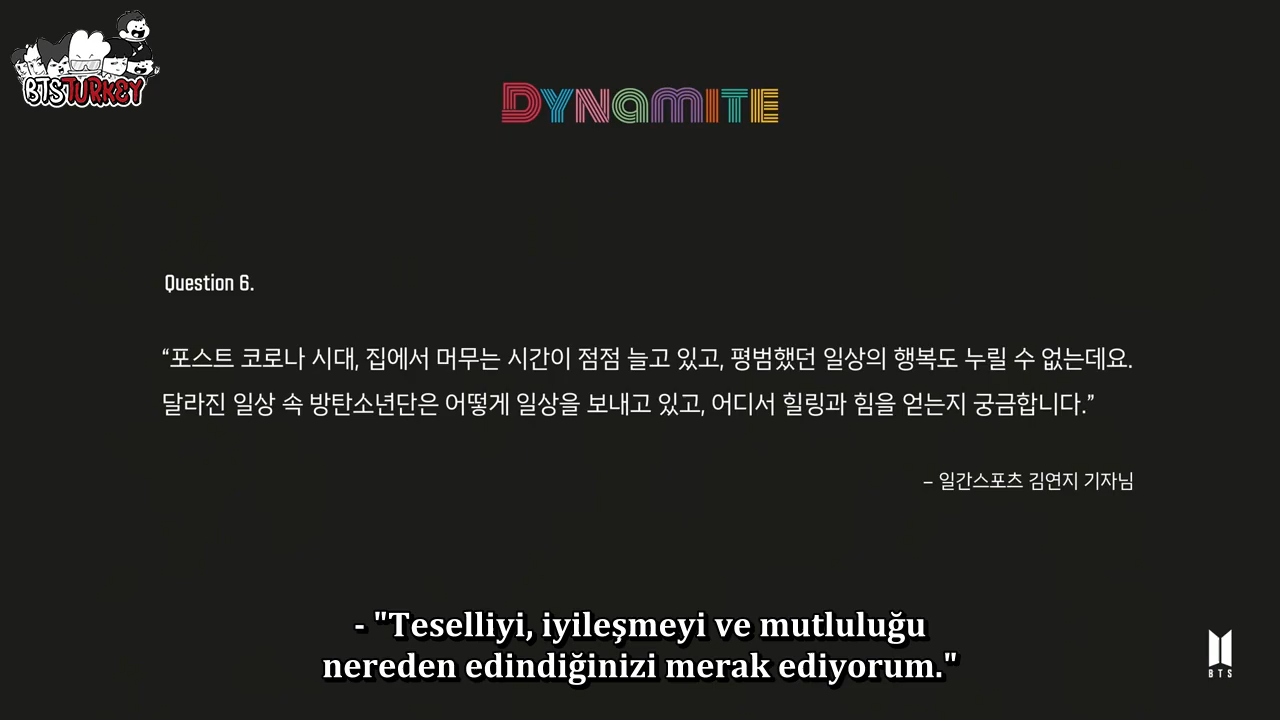 BTSTURKEY
DYNAMITE
Question 6.
“포스트 코로나 시대, 집에서 머무는 시간이 점점 늘고 있고, 평범했던 일상의 행복도 누릴 수 없는데요.
달라진 일상 속 방탄소년단은 어떻게 일상을 보내고 있고, 어디서 힐링과 힘을 얻는지 궁금합니다.”
– 일간스포츠 김연지 기자님
- "Teselliyi, iyileşmeyi ve mutluluğu
nereden edindiğinizi merak ediyorum."
BTS